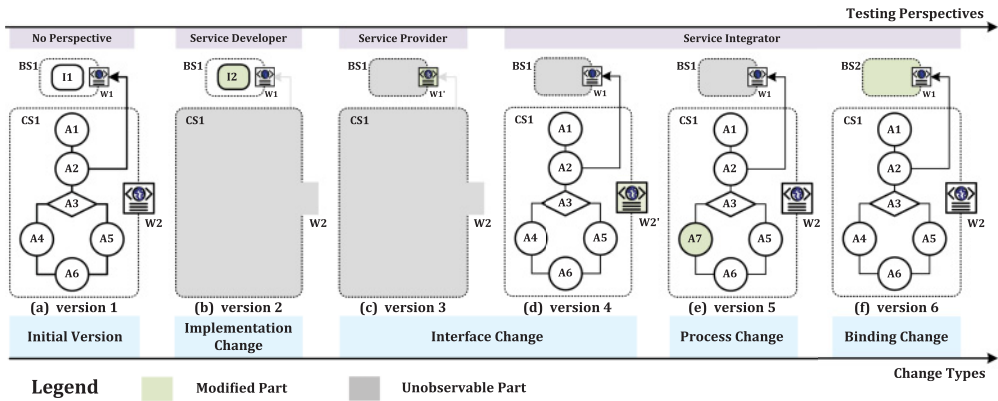 Testing Perspectives
No Perspective
Service Developer
Service Provider
Service Integrator
BS1
I1
W1
BS1
I2
W1
BS1
W1'
BS1
W1
BS1
W1
BS2
W1
CS1
A1
A2
A3
A4
A5
A6
W2
CS1
W2
CS1
CS1
A1
A2
A3
A4
A5
A6
W2'
CS1
A1
A2
A3
A7
A5
A6
W2
CS1
A1
A2
A3
A4
A5
A6
W2
(a) version 1
(b) version 2
(c) version 3
(d) version 4
(e) version 5
(f) version 6
Initial Version
Implementation
Change
Interface Change
Process Change
Binding Change
Change Types
Legend
Modified Part
Unobservable Part